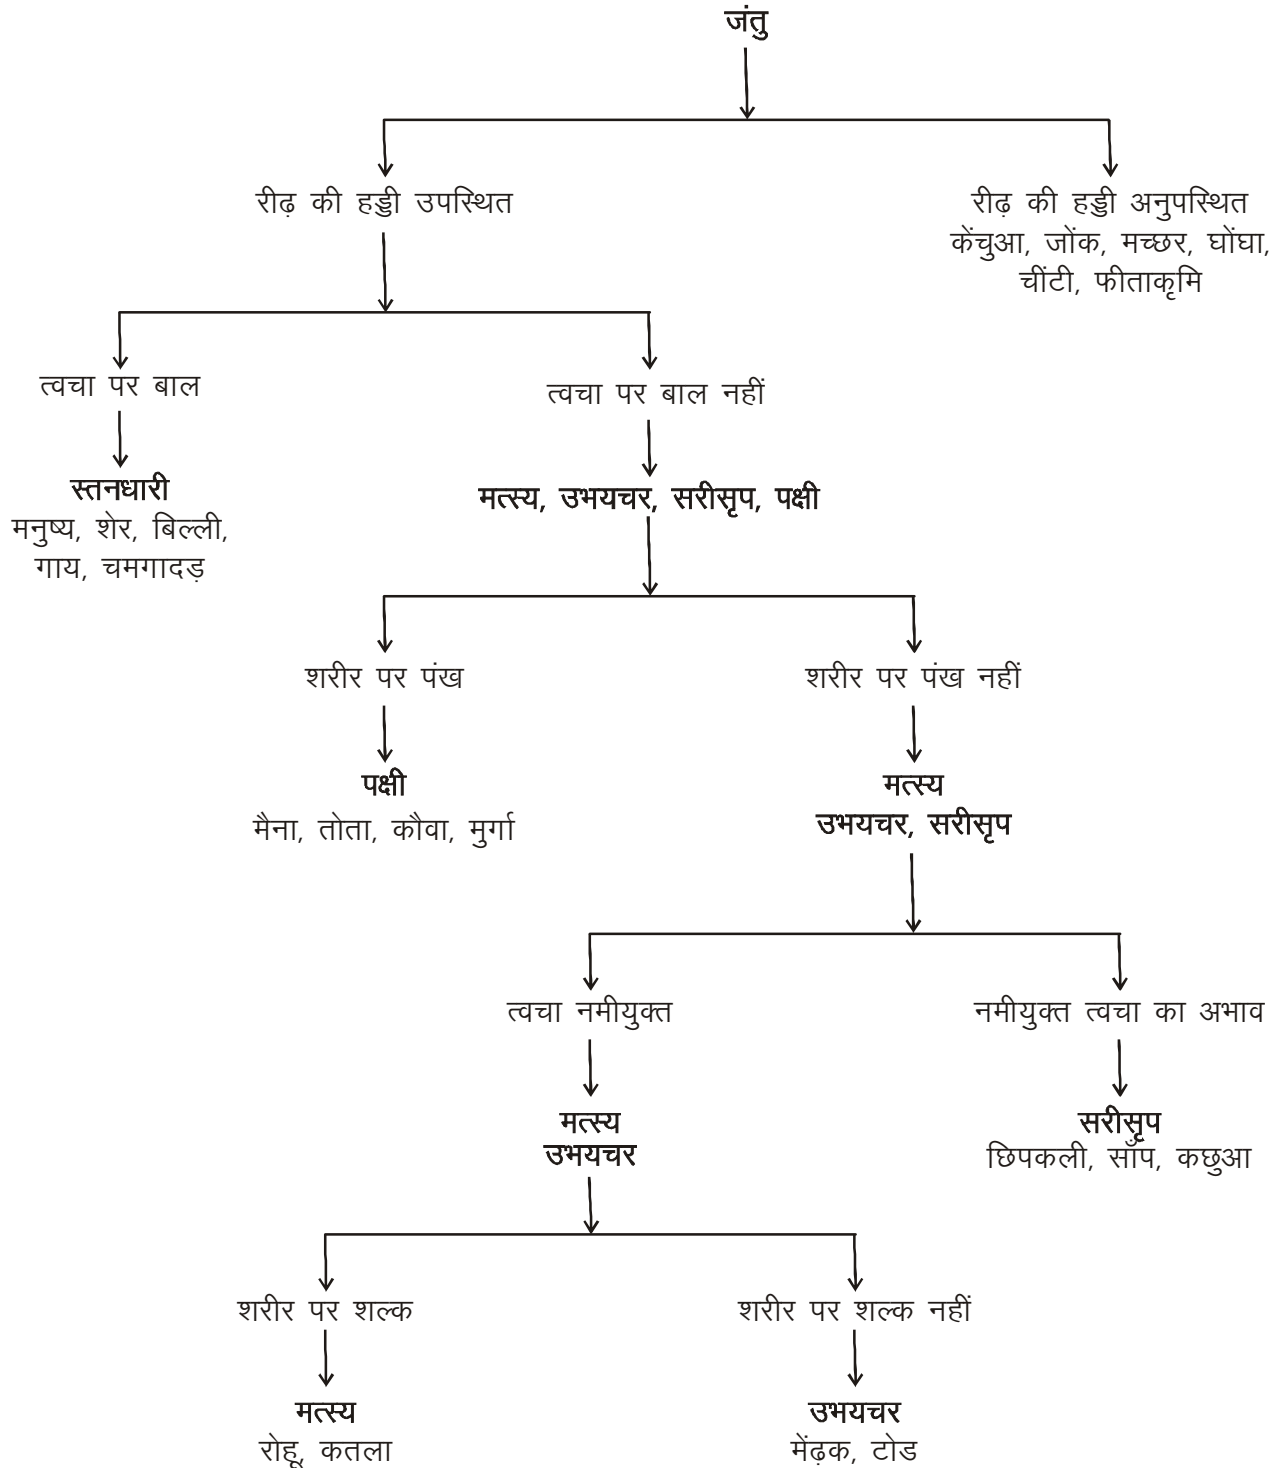 जंतु
रीढ़ की हड्डी उपस्थित
रीढ़ की हड्डी अनुपस्थित
केंचुआ, जोंक, मच्छर, घोंघा,
चींटी, फीताकृमि
त्वचा पर बाल
त्वचा पर बाल नहीं
स्तनधारी
मनुष्य, शेर, बिल्ली,
गाय, चमगादड़
मत्स्य, उभयचर, सरीसृप, पक्षी
शरीर पर पंख
शरीर पर पंख नहीं
पक्षी
मैना, तोता, कौवा, मुर्गा
मत्स्य
उभयचर, सरीसृप
त्वचा नमीयुक्त
नमीयुक्त त्वचा का अभाव
मत्स्य
उभयचर
सरीसृप
छिपकली, साँप, कछुआ
शरीर पर शल्क
शरीर पर शल्क नहीं
मत्स्य
रोहू, कतला
उभयचर
मेंढ़क, टोड